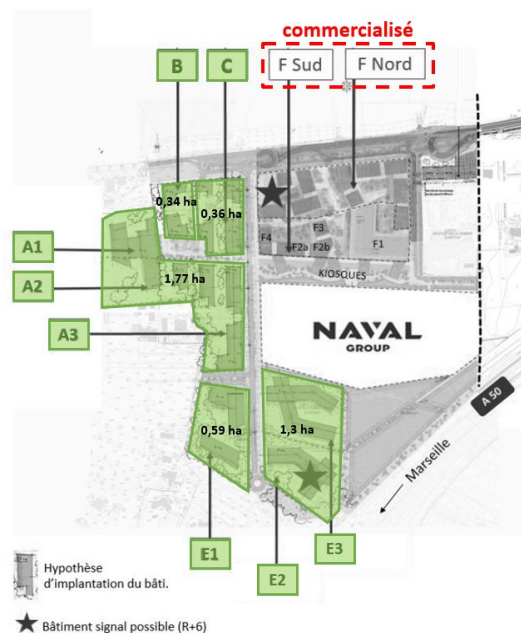 commercialisé
B
C
F Sud
F Nord
0,34 ha
0,36 ha
A1
A2
A3
1,77 ha
F4
F3
F2a
F2b
F1
KIOSQUES
NAVAL
GROUP
A 50
Marseille
0,59 ha
1,3 ha
E1
E2
E3
Hypothèse
d'implantation du bâti.
Bâtiment signal possible (R+6)